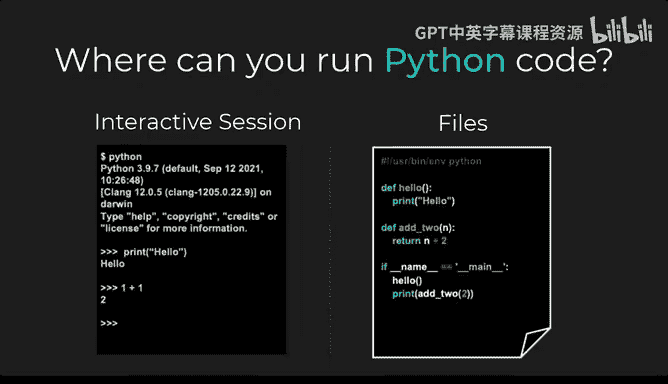 GPT中英字幕课程资源 bilibili
Where can you run Python code?
Interactive Session
$ python
Python 3.9.7 (default, Sep 12 2021,
10:26:48)
[Clang 12.0.5 (clang-1205.0.22.9)] on
darwin
Type "help", "copyright", "credits" or
"license" for more information.
>>> print("Hello")
Hello
>>> 1 + 1
2
>>>
Files
#!/usr/bin/env python
def hello():
print("Hello")
def add_two(n):
return n + 2
if __name__ == '__main__':
hello()
print(add_two(2))